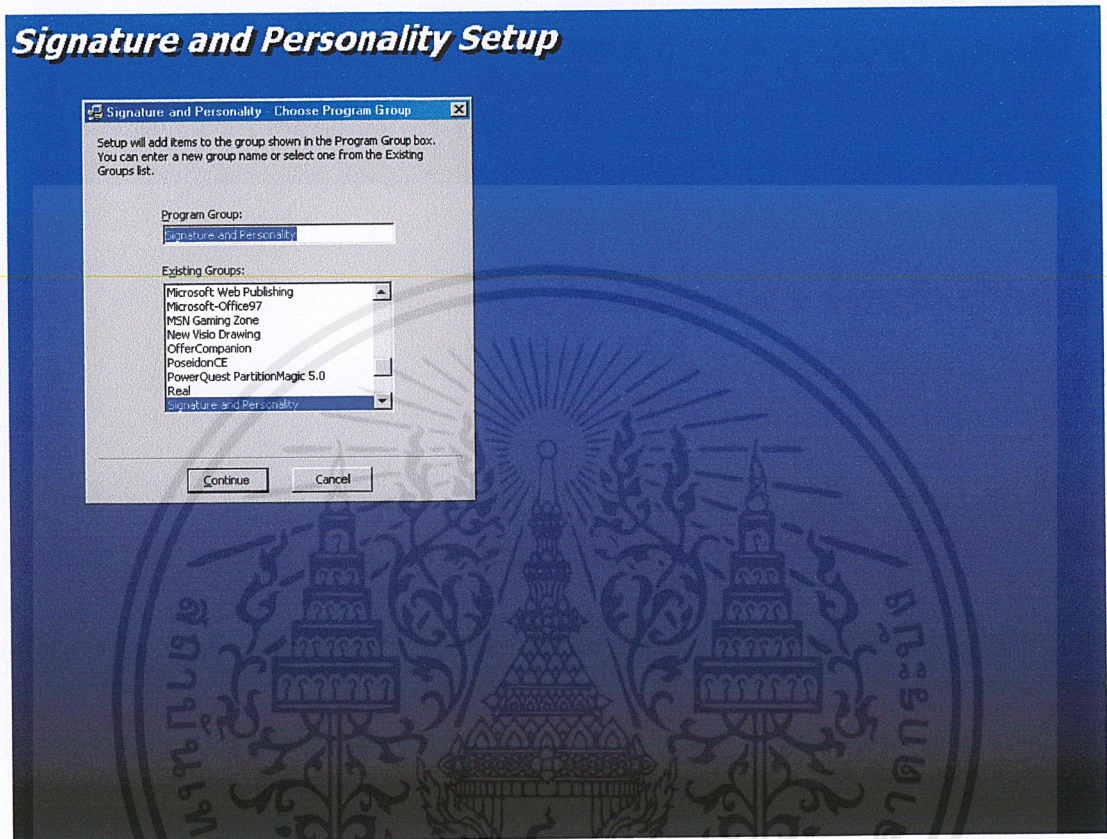 Signature and Personality Setup
Signature and Personality - Choose Program Group
Setup will add items to the group shown in the Program Group box.
You can enter a new group name or select one from the Existing
Groups list.
Program Group:
Signature and Personality
Existing Groups:
Microsoft Web Publishing
Microsoft-Office97
MSN Gaming Zone
New Visio Drawing
OfferCompanion
PoseidonCE
PowerQuest PartitionMagic 5.0
Real
Signature and Personality
Continue
Cancel